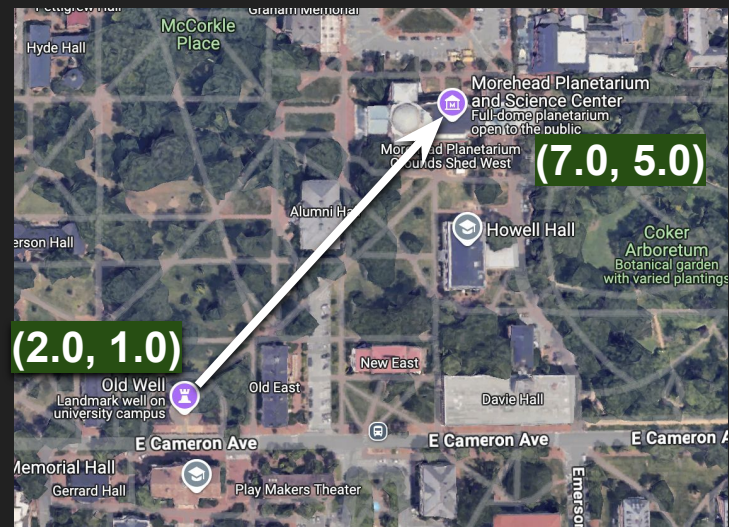 Pettigrew Hall
Graham Memorial
McCorkle
Place
Hyde Hall
Morehead Planetarium
and Science Center
Full-dome planetarium
open to the public
Planetarium
Shed West
(7.0, 5.0)
Alumni
Howell Hall
Coker
Arboretum
Botanical garden
with varied plantings
erson Hall
(2.0, 1.0)
Old Well
Landmark well on
university campus
Old East
New East
Davie Hall
E Cameron Ave
E Cameron Ave
E Cameron A
Memorial Hall
Gerrard Hall
Play Makers Theater
Emerson